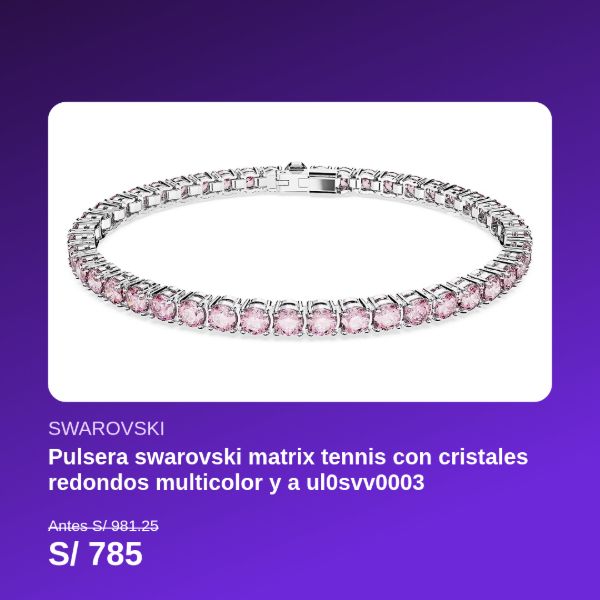 SWAROVSKI
Pulsera swarovski matrix tennis con cristales
redondos multicolor y a ul0svv0003
Antes S/ 981.25
S/ 785